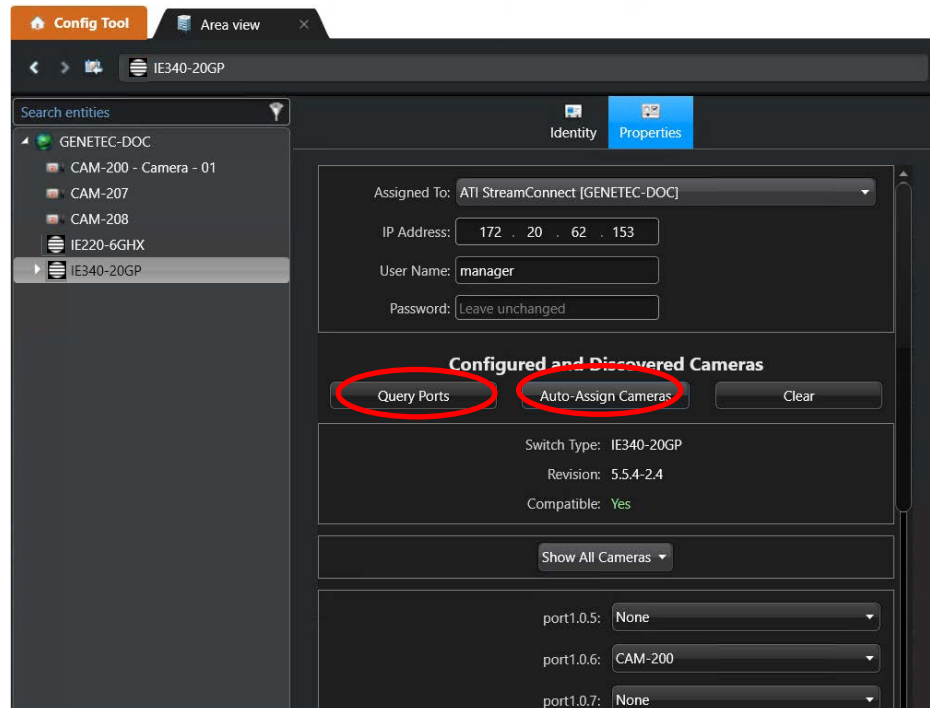 Config Tool
Area view
IE340-20GP
Search entities
GENETEC-DOC
CAM-200 - Camera - 01
CAM-207
CAM-208
IE220-6GHX
IE340-20GP
Identity
Properties
Assigned To: ATI StreamConnect [GENETEC-DOC]
IP Address: 172 . 20 . 62 . 153
User Name: manager
Password: Leave unchanged
Configured and Discovered Cameras
Query Ports
Auto-Assign Cameras
Clear
Switch Type: IE340-20GP
Revision: 5.5.4-2.4
Compatible: Yes
Show All Cameras
port1.0.5: None
port1.0.6: CAM-200
port1.0.7: None